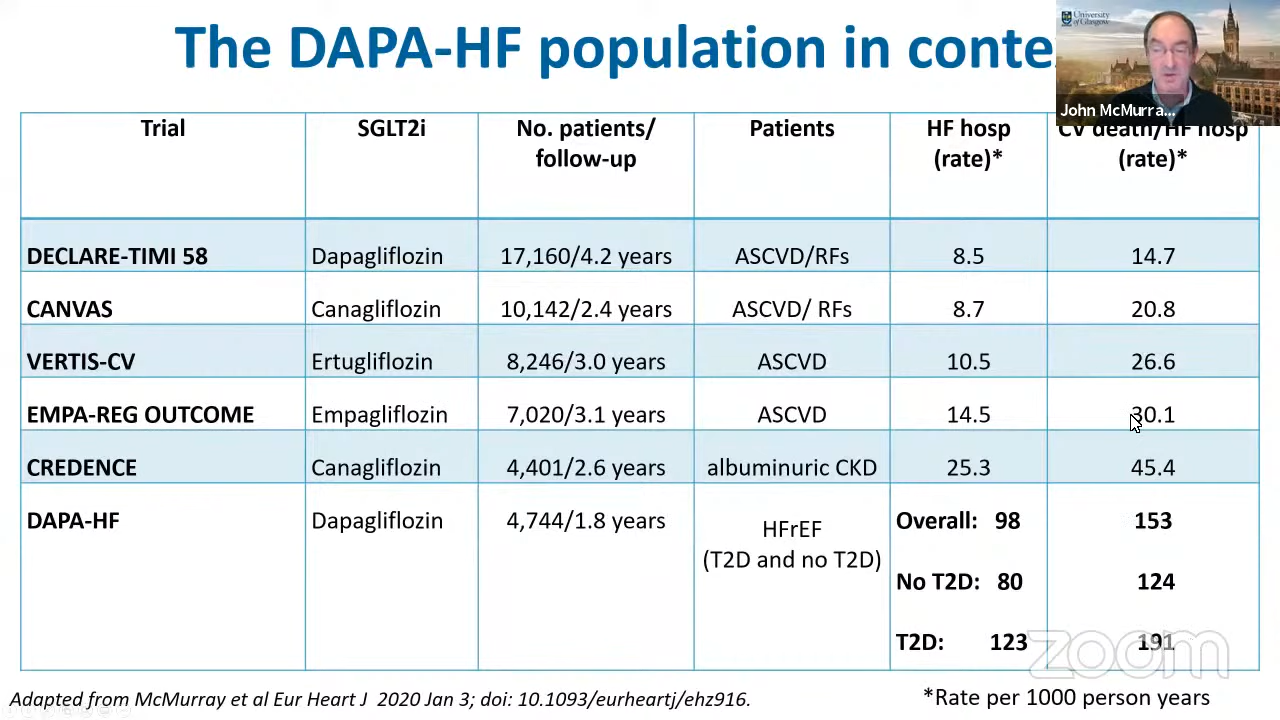 The DAPA-HF population in conte
University
of Glasgow
John McMurra...
Trial
SGLT2i
No. patients/
follow-up
Patients
HF hosp
(rate)*
CV death/HF hosp
(rate)*
DECLARE-TIMI 58 Dapagliflozin 17,160/4.2 years ASCVD/RFs 8.5 14.7
CANVAS Canagliflozin 10,142/2.4 years ASCVD/ RFs 8.7 20.8
VERTIS-CV Ertugliflozin 8,246/3.0 years ASCVD 10.5 26.6
EMPA-REG OUTCOME Empagliflozin 7,020/3.1 years ASCVD 14.5 30.1
CREDENCE Canagliflozin 4,401/2.6 years albuminuric CKD 25.3 45.4
DAPA-HF Dapagliflozin 4,744/1.8 years HFrEF Overall: 98 153
(T2D and no T2D)
No T2D: 80 124
T2D: 123 191
zoom
Adapted from McMurray et al Eur Heart J 2020 Jan 3; doi: 10.1093/eurheartj/ehz916.
*Rate per 1000 person years